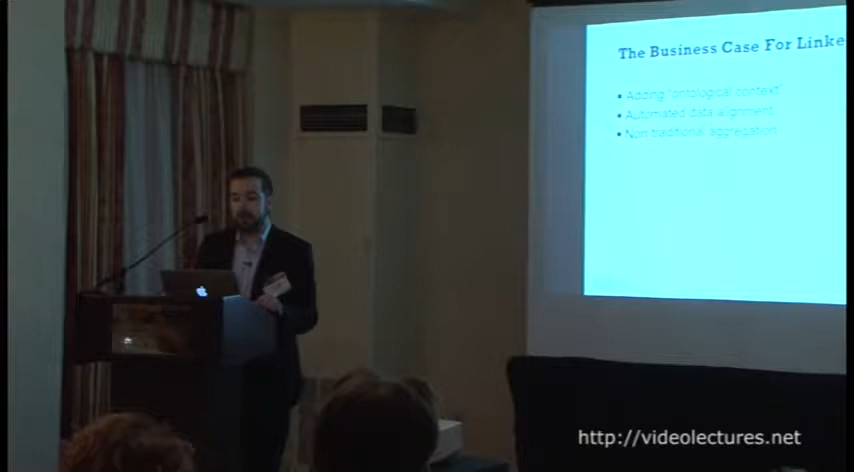 The Business Case For Linke
• Adding 'ontological context'
• Automated data alignment
• Non traditional aggregation
http://videolectures.net